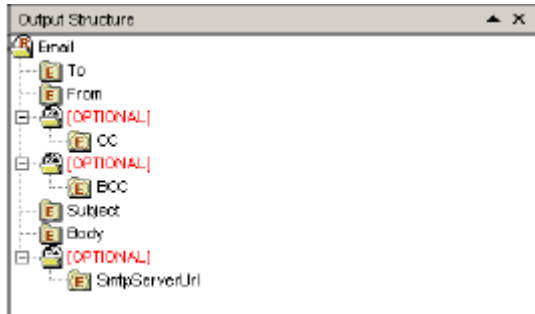 Output Structure
Email
To
From
[OPTIONAL]
CC
[OPTIONAL]
BCC
Subject
Body
[OPTIONAL]
SmtpServerUrl